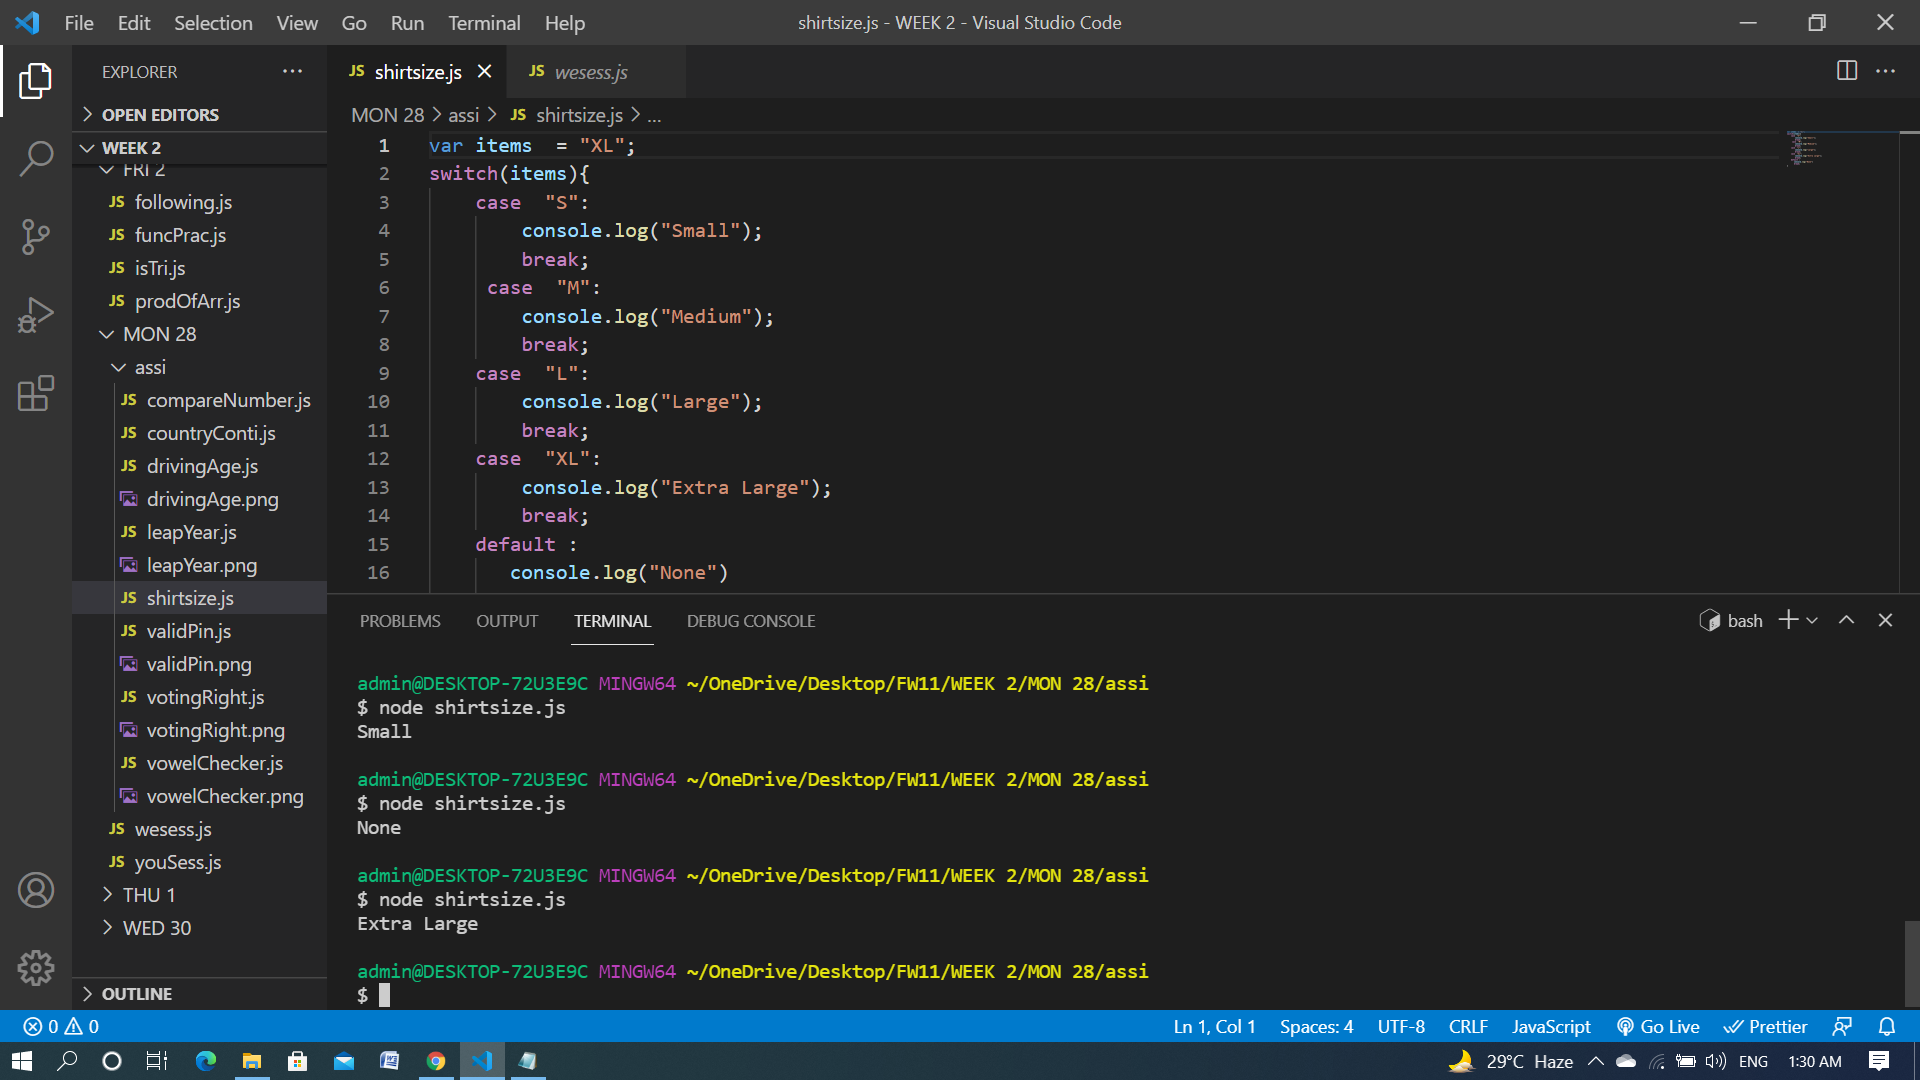 File Edit Selection View Go Run Terminal Help
shirtsize.js - WEEK 2 - Visual Studio Code
EXPLORER
OPEN EDITORS
WEEK 2
FRI 2
JS following.js
JS funcPrac.js
JS isTri.js
JS prodOfArr.js
MON 28
assi
JS compareNumber.js
JS countryConti.js
JS drivingAge.js
drivingAge.png
JS leapYear.js
leapYear.png
JS shirtsize.js
JS validPin.js
validPin.png
JS votingRight.js
votingRight.png
JS vowelChecker.js
vowelChecker.png
JS wesess.js
JS youSess.js
THU 1
WED 30
OUTLINE
JS shirtsize.js
JS wesess.js
MON 28 > assi > JS shirtsize.js > ...
1 var items  = "XL";
2 switch(items){
3     case  "S":
4         console.log("Small");
5         break;
6      case  "M":
7         console.log("Medium");
8         break;
9     case  "L":
10         console.log("Large");
11         break;
12     case  "XL":
13         console.log("Extra Large");
14         break;
15     default :
16        console.log("None")
PROBLEMS OUTPUT TERMINAL DEBUG CONSOLE
bash
admin@DESKTOP-72U3E9C MINGW64 ~/OneDrive/Desktop/FW11/WEEK 2/MON 28/assi
$ node shirtsize.js
Small
admin@DESKTOP-72U3E9C MINGW64 ~/OneDrive/Desktop/FW11/WEEK 2/MON 28/assi
$ node shirtsize.js
None
admin@DESKTOP-72U3E9C MINGW64 ~/OneDrive/Desktop/FW11/WEEK 2/MON 28/assi
$ node shirtsize.js
Extra Large
admin@DESKTOP-72U3E9C MINGW64 ~/OneDrive/Desktop/FW11/WEEK 2/MON 28/assi
$
0 0
Ln 1, Col 1 Spaces: 4 UTF-8 CRLF JavaScript Go Live Prettier
29°C Haze ENG 1:30 AM